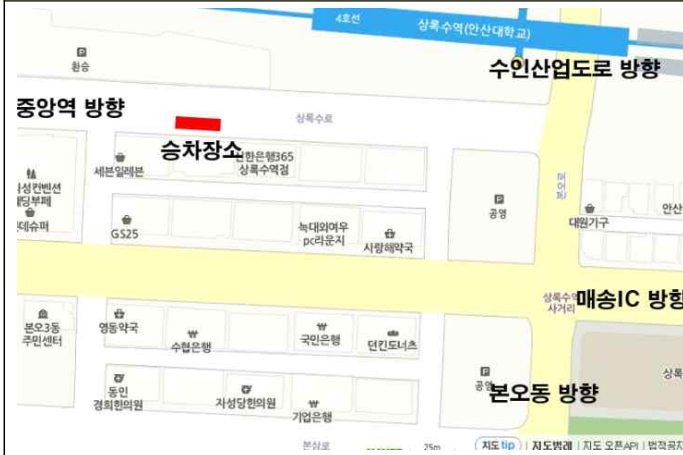 4호선
상록수역(안산대학교)
환승
수인산업도로 방향
중앙역 방향
상록수로
승차장소
신한은행365
상록수역점
세븐일레븐
공영
대원가구
안산
GS25
녹대외여우
pc라운지
사랑해약국
상록수역
사거리
매송IC 방향
본오3동
주민센터
영동약국
수협은행
국민은행
던킨도너츠
동인
경희한의원
자성당한의원
기업은행
공영
본오동 방향
상록
본삼로
25m
지도 tip
지도범례
지도 오픈API
법적공지